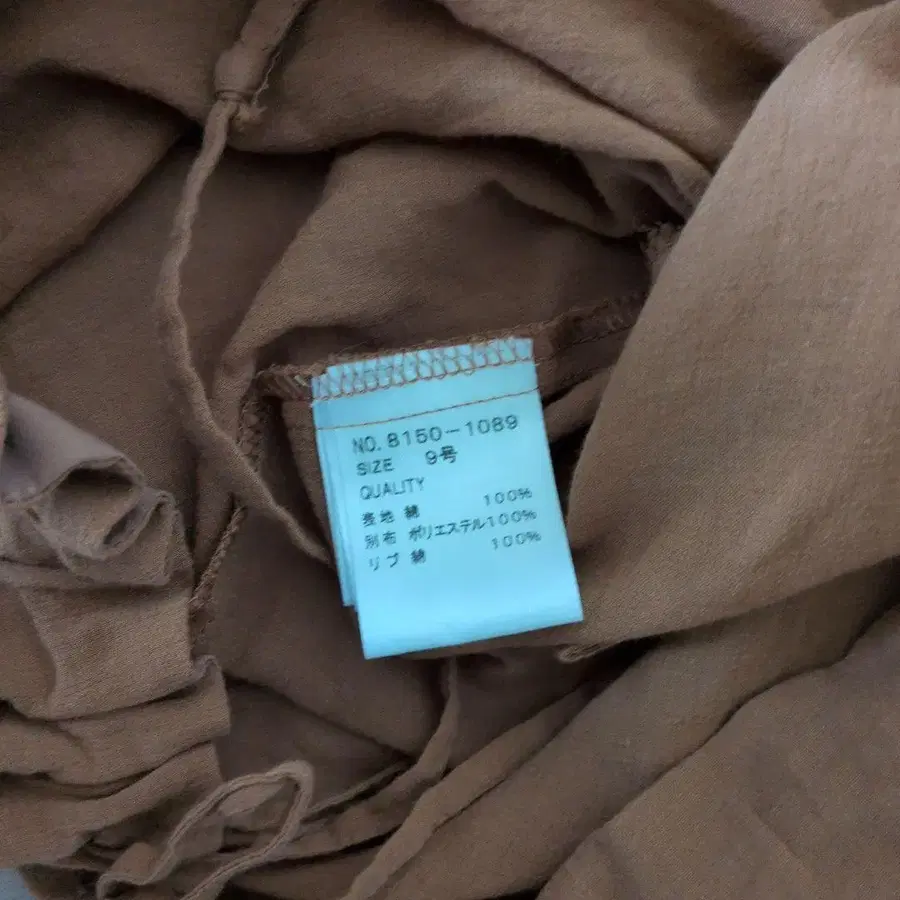 NO. 8150-1089
SIZE 9号
QUALITY
表地 綿 100%
別布 ポリエステル100%
リブ 綿 100%